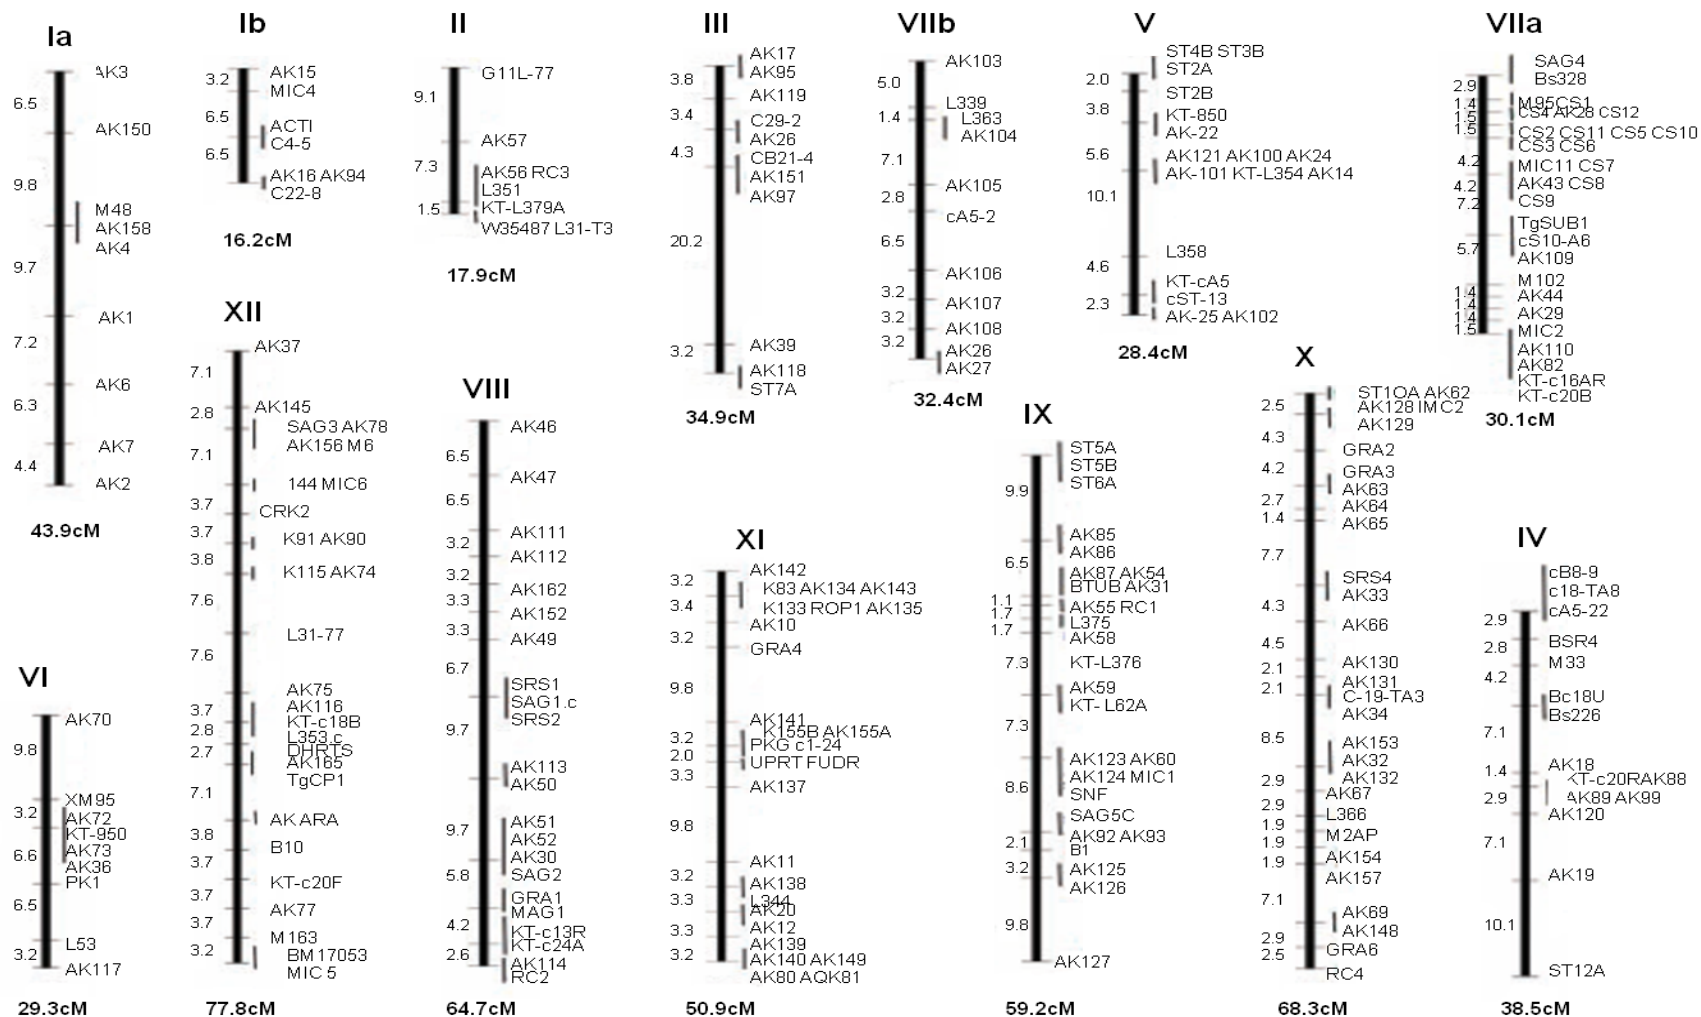 Ia
AK3
6.5
AK150
9.8
M48
AK158
AK4
9.7
AK1
7.2
AK6
6.3
AK7
4.4
AK2
43.9cM
Ib
AK15
3.2
MIC4
6.5
ACTI
C4-5
6.5
AK16 AK94
C22-8
16.2cM
II
G11L-77
9.1
AK57
7.3
AK56 RC3
L351
KT-L379A
1.5
W35487 L31-T3
17.9cM
III
AK17
3.8
AK95
AK119
3.4
C29-2
AK26
4.3
CB21-4
AK151
AK97
20.2
AK39
3.2
AK118
ST7A
34.9cM
VIIb
AK103
5.0
L339
1.4
L363
AK104
7.1
AK105
2.8
cA5-2
6.5
AK106
3.2
AK107
3.2
AK108
3.2
AK26
AK27
32.4cM
V
ST4B ST3B
ST2A
2.0
ST2B
3.8
KT-850
AK-22
5.6
AK121 AK100 AK24
AK-101 KT-L354 AK14
10.1
L358
4.6
KT-cA5
cST-13
2.3
AK-25 AK102
28.4cM
VIIa
SAG4
Bs328
2.9
M95CS1
1.4
CS4 AK28 CS12
1.5
CS2 CS11 CS5 CS10
1.5
CS3 CS6
4.2
MIC11 CS7
AK43 CS8
4.2
CS9
7.2
TgSUB1
cS10-A6
5.7
AK109
M102
1.4
AK44
1.4
AK29
1.4
MIC2
1.5
AK110
AK82
KT-c16AR
KT-c20B
30.1cM
XII
AK37
7.1
AK145
2.8
SAG3 AK78
AK156 M6
7.1
144 MIC6
3.7
CRK2
3.7
K91 AK90
3.8
K115 AK74
7.6
L31-77
7.6
AK75
3.7
AK116
KT-c18B
2.8
L353.c
DHRTS
2.7
AK165
TgCP1
7.1
AK ARA
3.8
B10
3.7
KT-c20F
3.7
AK77
3.7
M163
3.2
BM17053
MIC 5
77.8cM
VIII
AK46
6.5
AK47
6.5
AK111
3.2
AK112
3.2
AK162
3.3
AK152
3.3
AK49
6.7
SRS1
SAG1.c
SRS2
9.7
AK113
AK50
9.7
AK51
AK52
AK30
5.8
SAG2
GRA1
MAG1
4.2
KT-c13R
KT-c24A
2.6
AK114
RC2
64.7cM
XI
AK142
3.2
K83 AK134 AK143
3.4
K133 ROP1 AK135
AK10
3.2
GRA4
9.8
AK141
K155B AK155A
3.2
PKG c1-24
2.0
UPRT FUDR
3.3
AK137
9.8
AK11
3.2
AK138
3.3
L344
AK20
3.3
AK12
AK139
3.2
AK140 AK149
AK80 AQK81
50.9cM
IX
ST5A
ST5B
ST6A
9.9
AK85
AK86
6.5
AK87 AK54
BTUB AK31
1.1
AK55 RC1
1.7
L375
1.7
AK58
7.3
KT-L376
AK59
KT- L62A
7.3
AK123 AK60
AK124 MIC1
8.6
SNF
SAG5C
AK92 AK93
2.1
B1
3.2
AK125
AK126
9.8
AK127
59.2cM
X
ST1OA AK62
2.5
AK128 IMC2
AK129
4.3
GRA2
4.2
GRA3
AK63
2.7
AK64
1.4
AK65
7.7
SRS4
AK33
4.3
AK66
4.5
AK130
2.1
AK131
2.1
C-19-TA3
AK34
8.5
AK153
AK32
AK132
2.9
AK67
2.9
L366
1.9
M2AP
1.9
AK154
1.9
AK157
7.1
AK69
AK148
2.9
GRA6
2.5
RC4
68.3cM
IV
cB8-9
c18-TA8
cA5-22
2.9
BSR4
2.8
M33
4.2
Bc18U
Bs226
7.1
AK18
1.4
KT-c20RAK88
2.9
AK89 AK99
AK120
7.1
AK19
10.1
ST12A
38.5cM
VI
AK70
9.8
XM95
3.2
AK72
KT-950
AK73
6.6
AK36
PK1
6.5
L53
3.2
AK117
29.3cM